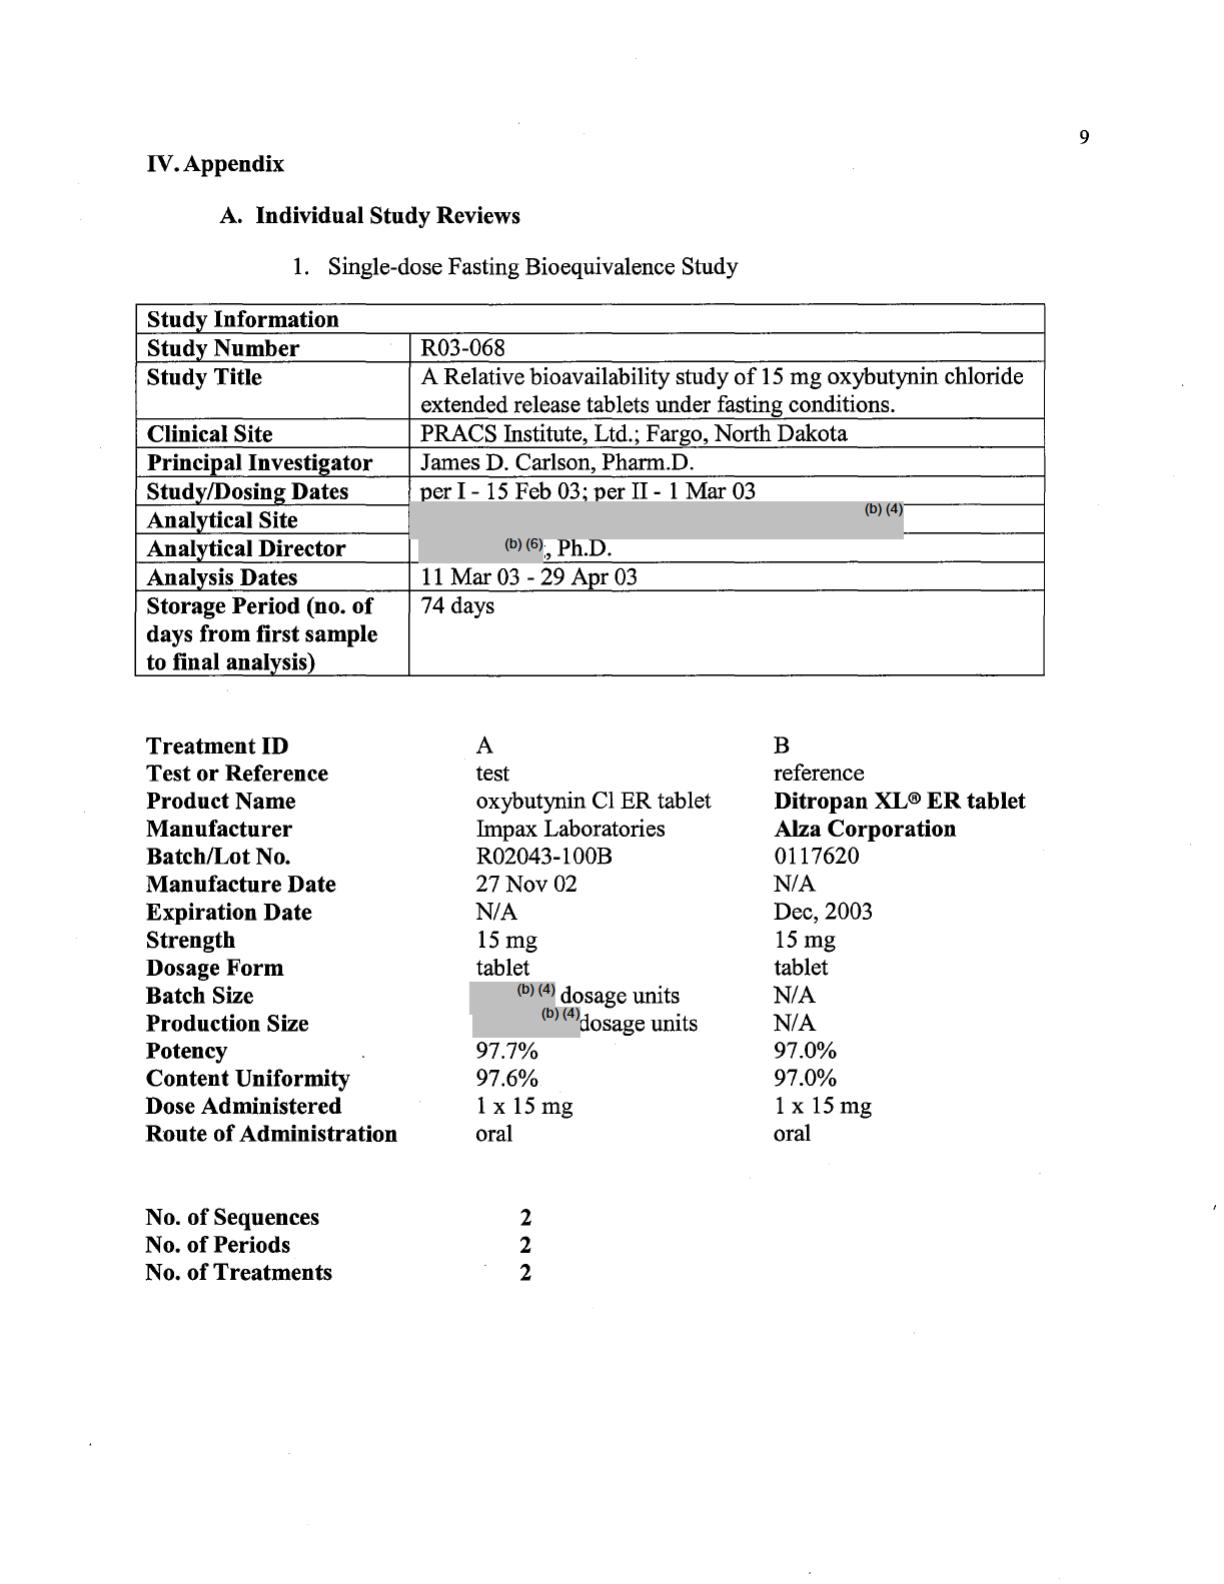 9
IV. Appendix
A. Individual Study Reviews
1. Single-dose Fasting Bioequivalence Study
Study Information
Study Number R03-068
Study Title A Relative bioavailability study of 15 mg oxybutynin chloride
extended release tablets under fasting conditions.
Clinical Site PRACS Institute, Ltd.; Fargo, North Dakota
Principal Investigator James D. Carlson, Pharm.D.
Study/Dosing Dates per I - 15 Feb 03; per II - 1 Mar 03
Analytical Site (b) (4)
Analytical Director (b) (6), Ph.D.
Analysis Dates 11 Mar 03 - 29 Apr 03
Storage Period (no. of 74 days
days from first sample
to final analysis)
Treatment ID A B
Test or Reference test reference
Product Name oxybutynin Cl ER tablet Ditropan XL® ER tablet
Manufacturer Impax Laboratories Alza Corporation
Batch/Lot No. R02043-100B 0117620
Manufacture Date 27 Nov 02 N/A
Expiration Date N/A Dec, 2003
Strength 15 mg 15 mg
Dosage Form tablet tablet
Batch Size (b) (4) dosage units N/A
Production Size (b) (4) dosage units N/A
Potency 97.7% 97.0%
Content Uniformity 97.6% 97.0%
Dose Administered 1 x 15 mg 1 x 15 mg
Route of Administration oral oral
No. of Sequences 2
No. of Periods 2
No. of Treatments 2